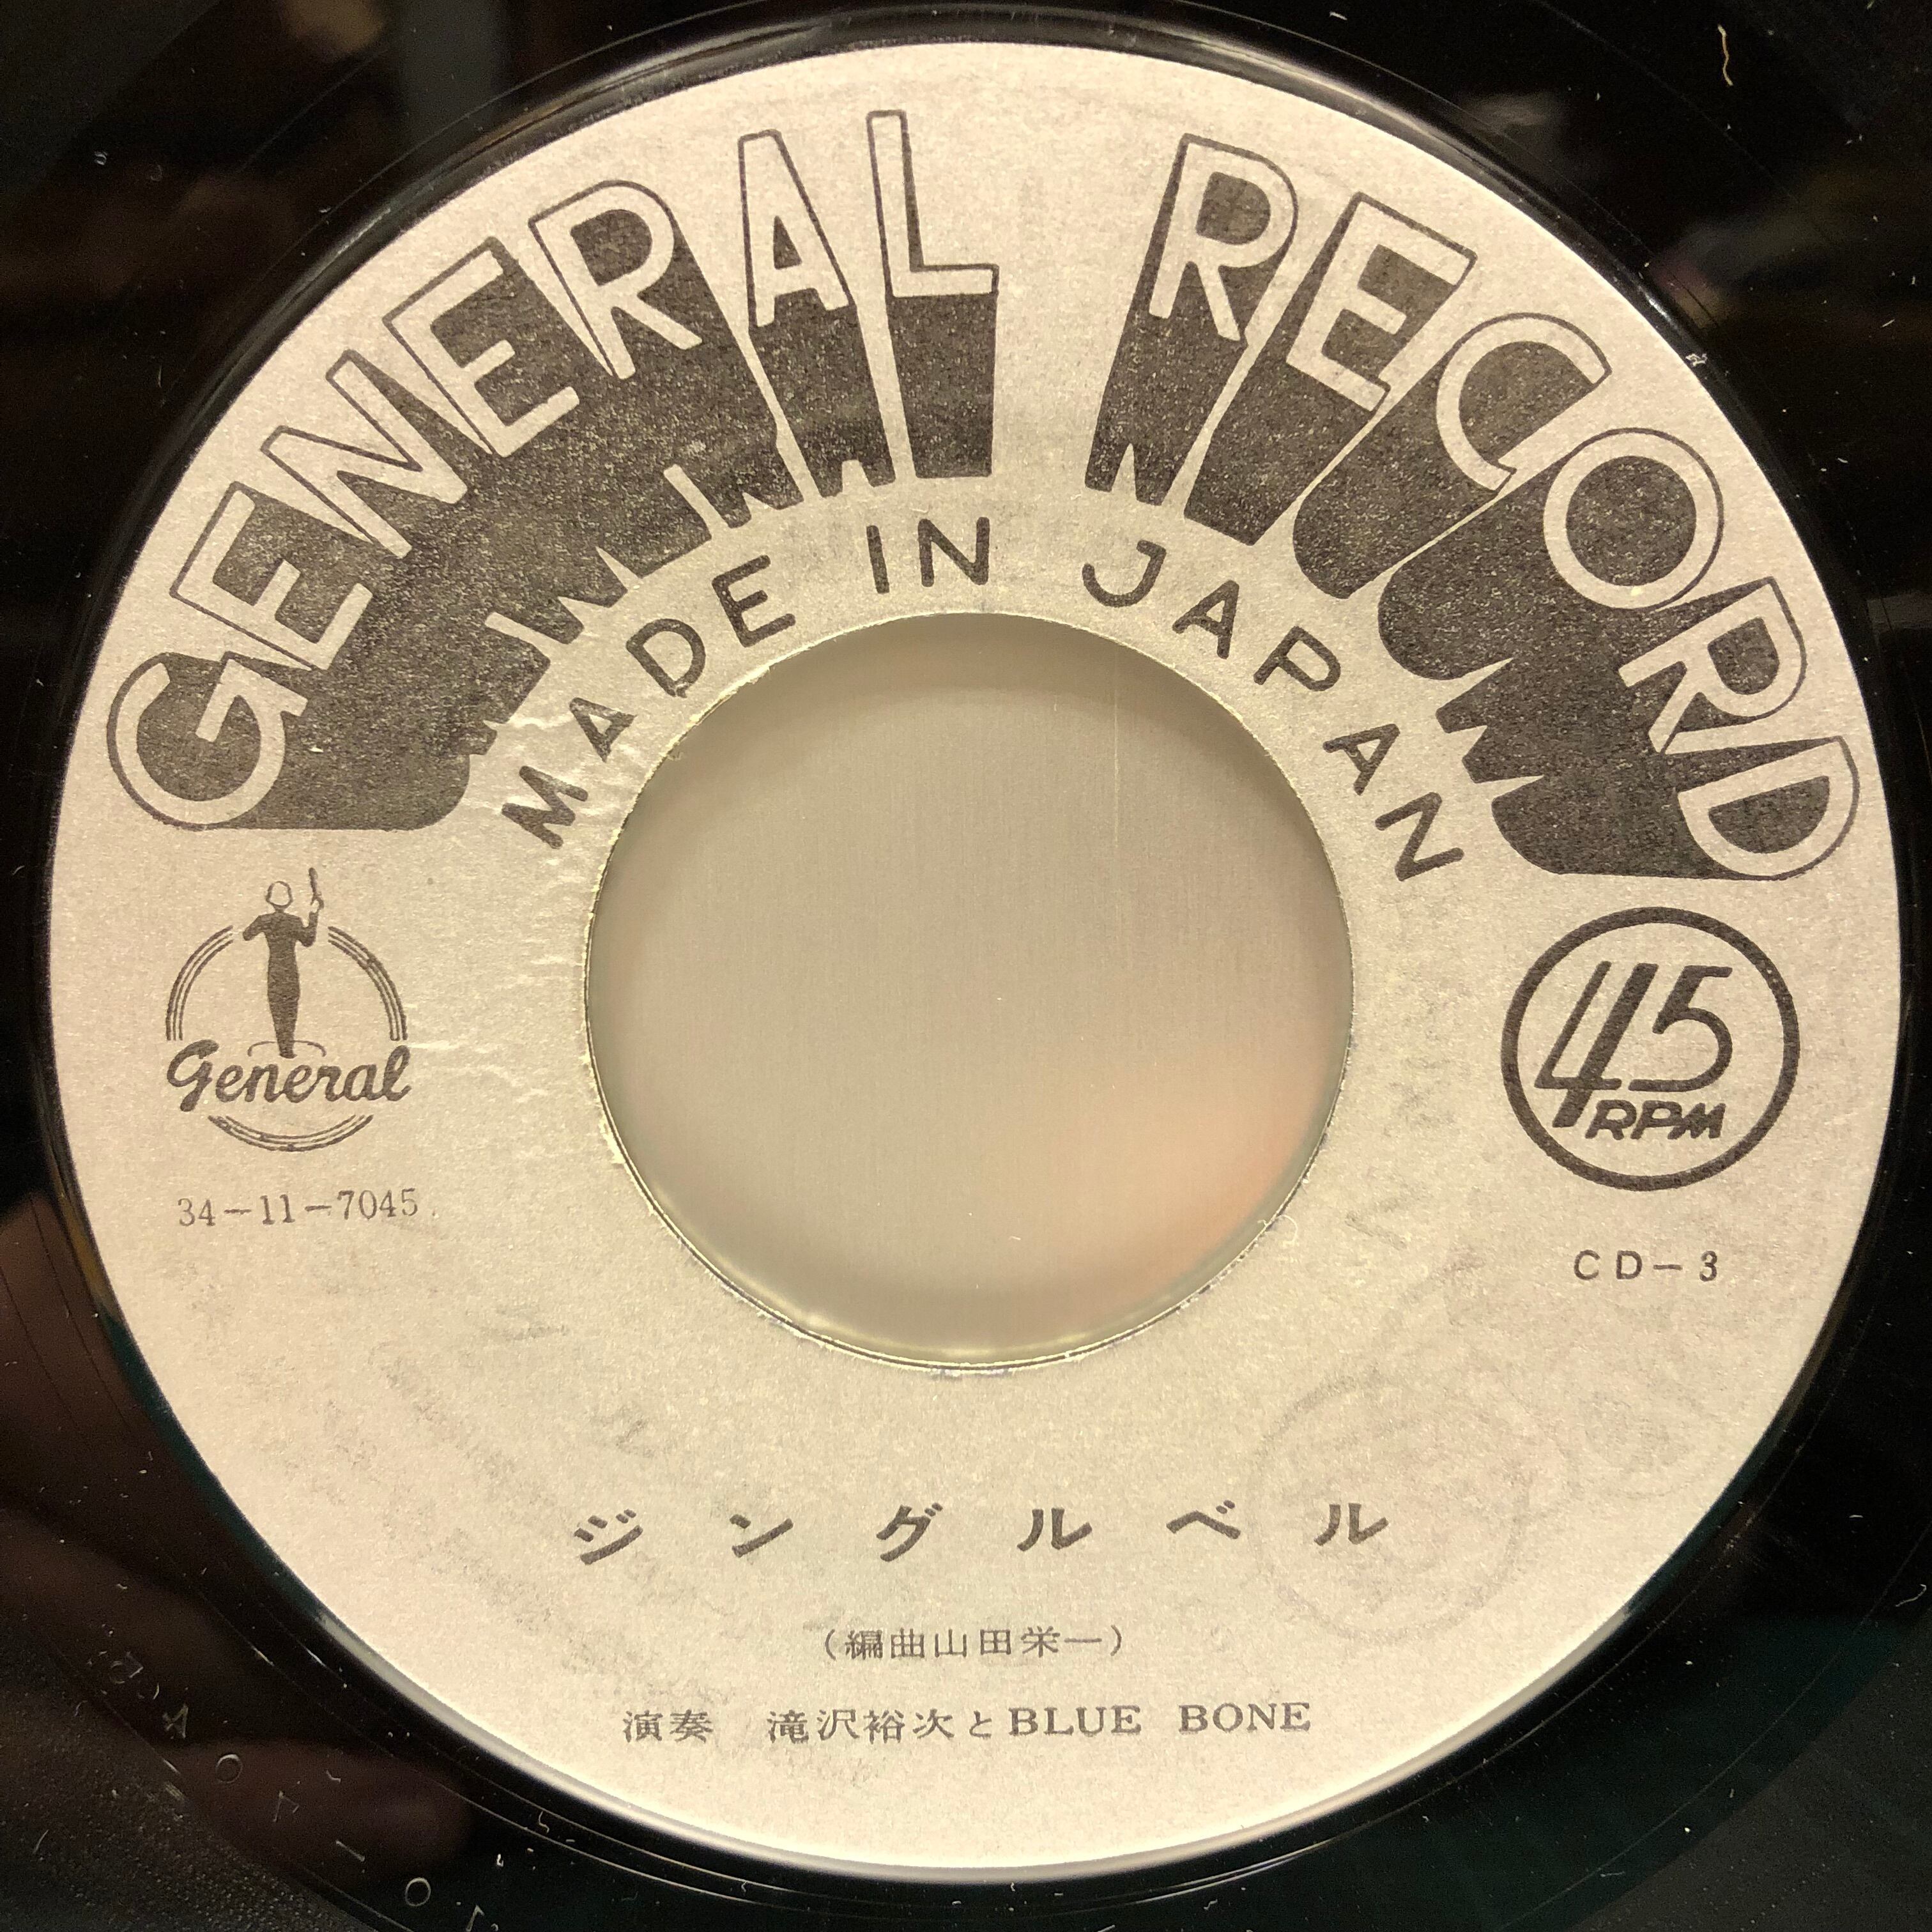 GENERAL RECORD
MADE IN JAPAN
General
45
RPM
34-11-7045
CD-3
ジングルベル
(編曲山田栄一)
演奏 滝沢裕次とBLUE BONE